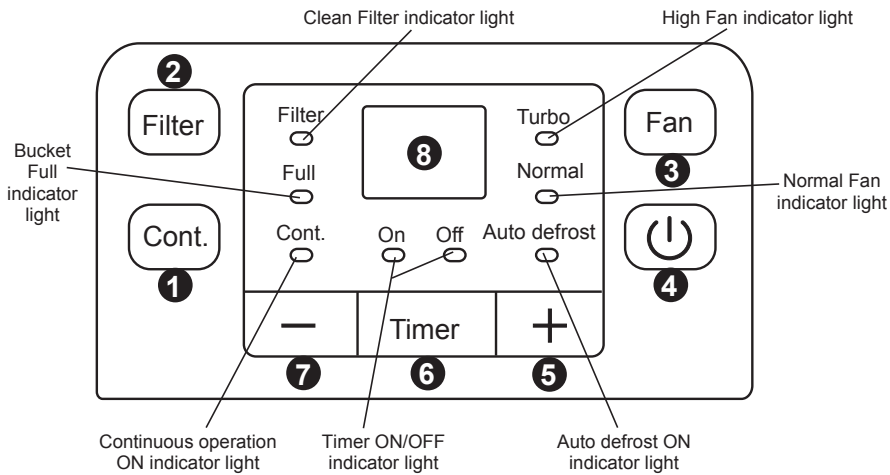 Clean Filter indicator light
High Fan indicator light
2
Filter
Filter
8
Turbo
Fan
3
Bucket
Full
indicator
light
Full
Normal
Normal Fan
indicator light
Cont.
1
Cont.
On
Off
Auto defrost
4
−
Timer
+
7
6
5
Continuous operation
ON indicator light
Timer ON/OFF
indicator light
Auto defrost ON
indicator light